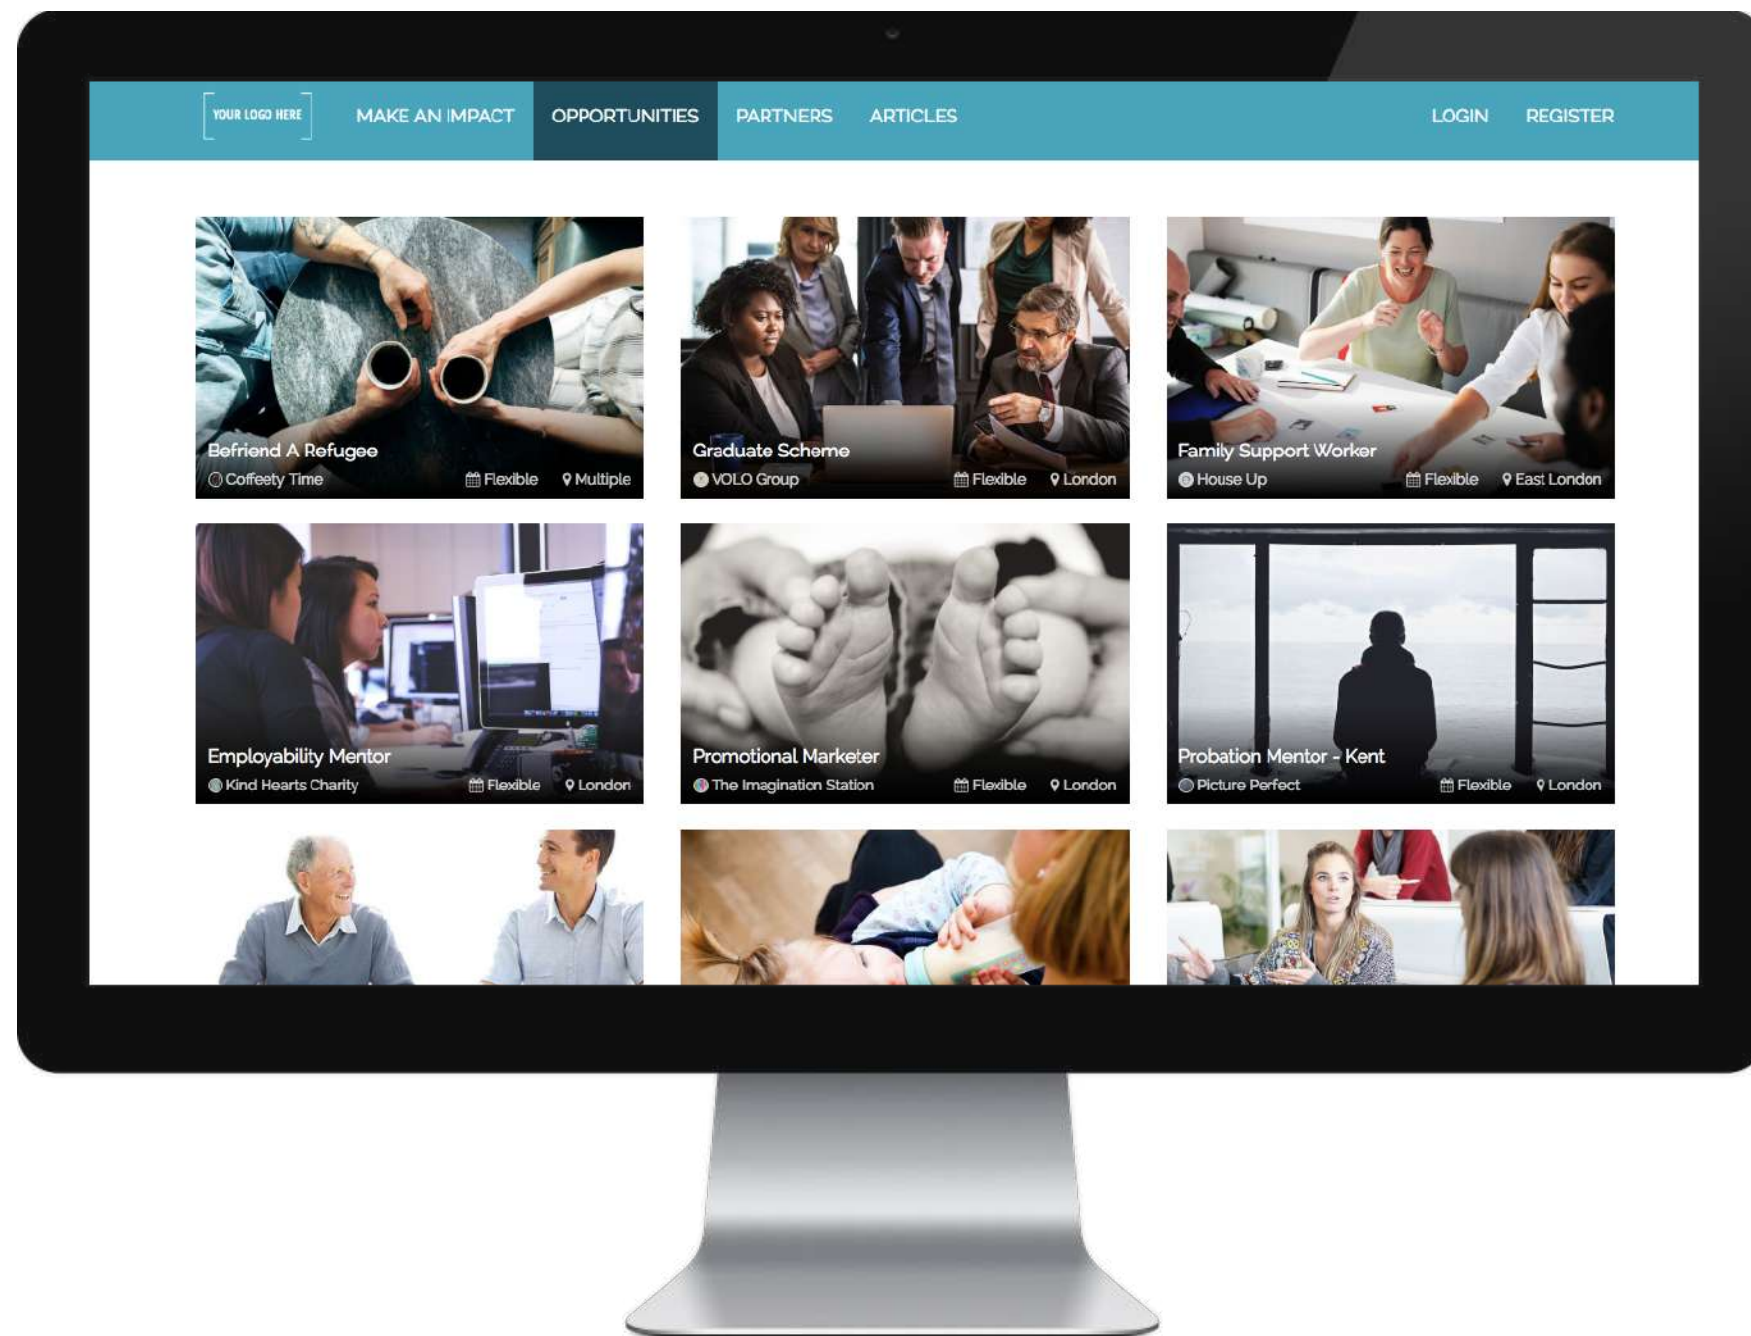 YOUR LOGO HERE MAKE AN IMPACT OPPORTUNITIES PARTNERS ARTICLES LOGIN REGISTER
Befriend A Refugee
Coffeety Time Flexible Multiple
Graduate Scheme
VOLO Group Flexible London
Family Support Worker
House Up Flexible East London
Employability Mentor
Kind Hearts Charity Flexible London
Promotional Marketer
The Imagination Station Flexible London
Probation Mentor - Kent
Picture Perfect Flexible London